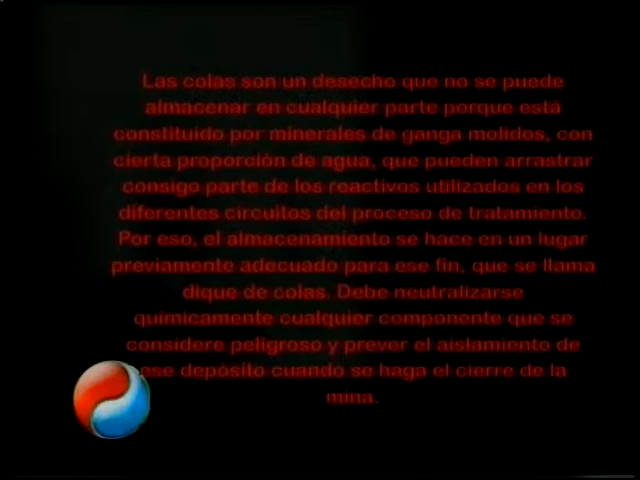 Las colas son un desecho que no se puede
almacenar en cualquier parte porque está
constituido por minerales de ganga molidos, con
cierta proporción de agua, que pueden arrastrar
consigo parte de los reactivos utilizados en los
diferentes circuitos del proceso de tratamiento.
Por eso, el almacenamiento se hace en un lugar
previamente adecuado para ese fin, que se llama
dique de colas. Debe neutralizarse
químicamente cualquier componente que se
considere peligroso y prever el aislamiento de
ese depósito cuando se haga el cierre de la
mina.